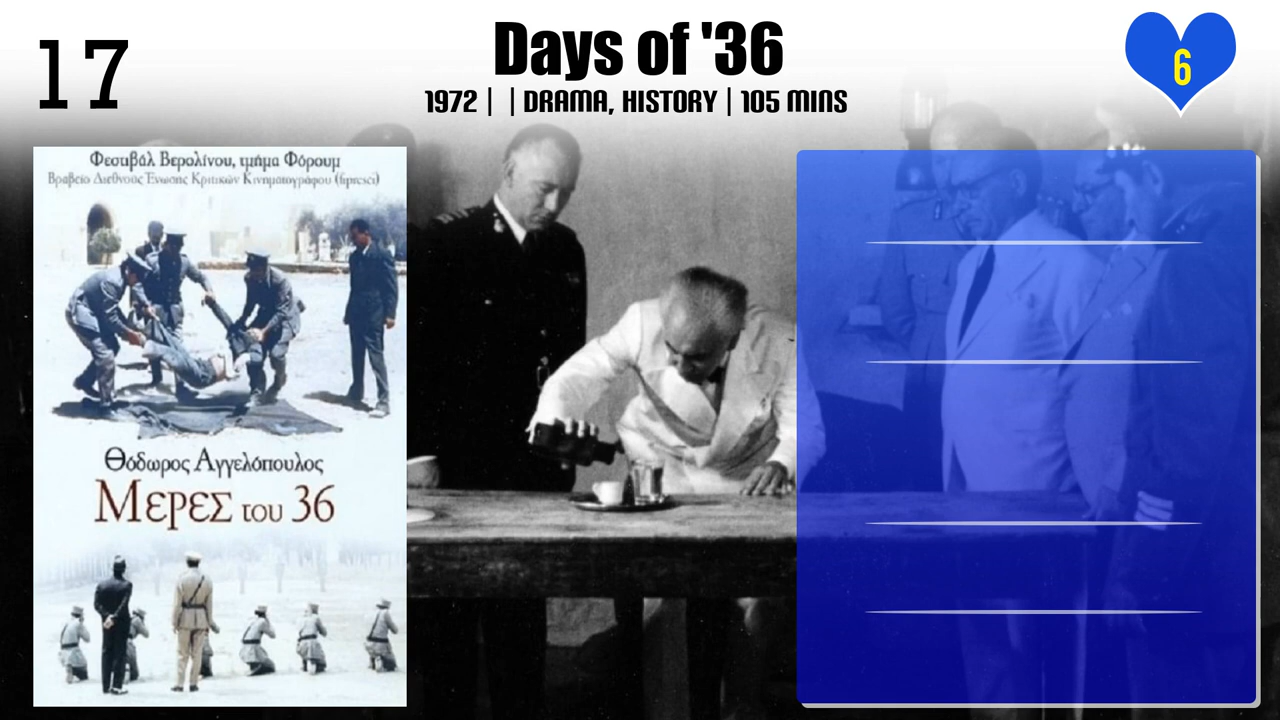 17
Days of '36
1972 | | DRAMA, HISTORY | 105 MINS
6
Φεστιβάλ Βερολίνου, τμήμα Φόρουμ
Βραβείο Διεθνούς Ένωσης Κριτικών Κινηματογράφου (fipresci)
Θόδωρος Αγγελόπουλος
ΜΕΡΕΣ του 36